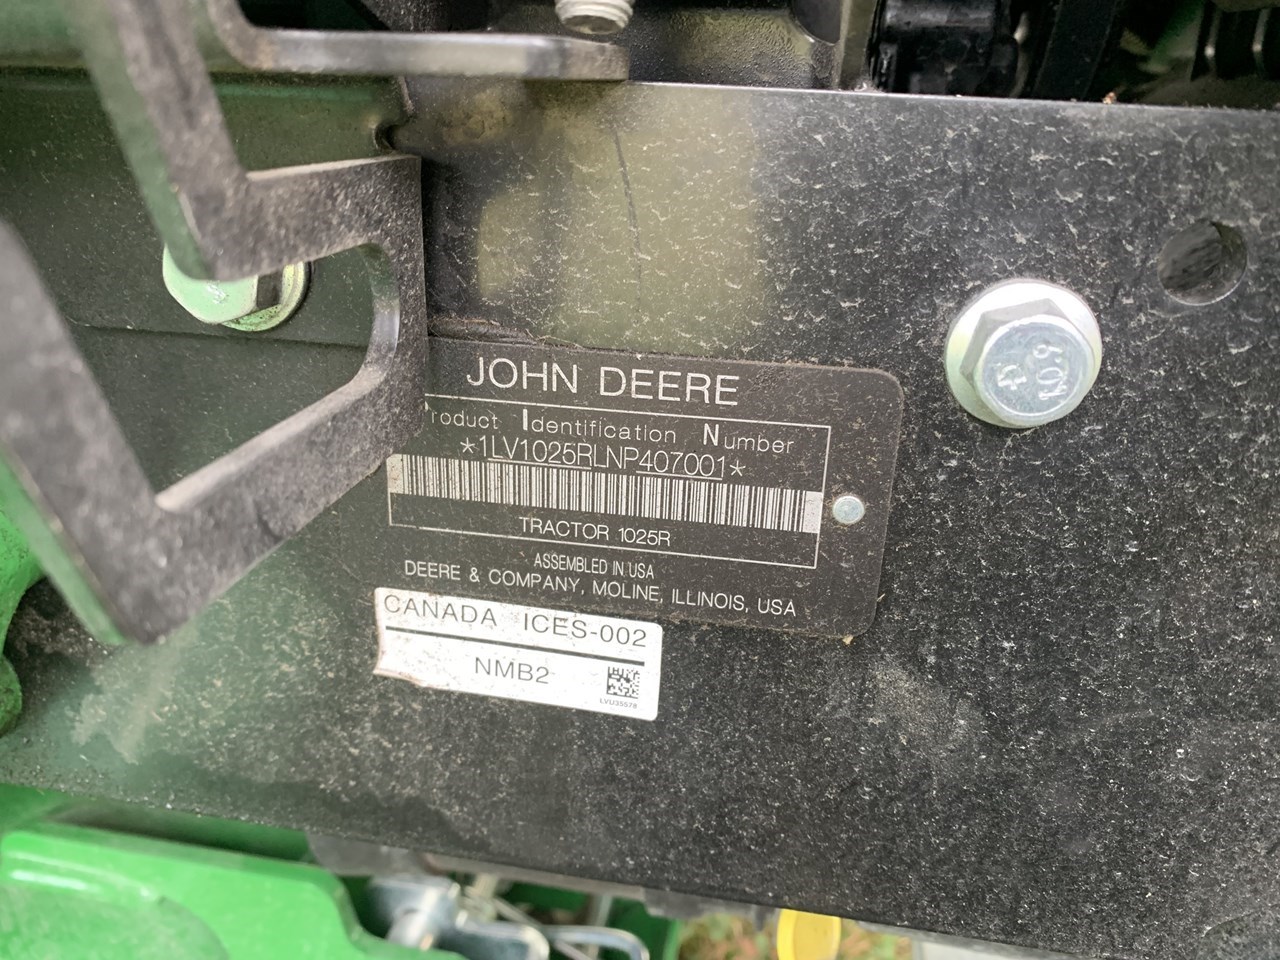 JOHN DEERE
Product Identification Number
*1LV1025RLNP407001*
TRACTOR 1025R
ASSEMBLED IN USA
DEERE & COMPANY, MOLINE, ILLINOIS, USA
CANADA ICES-002
NMB2
LVU35578